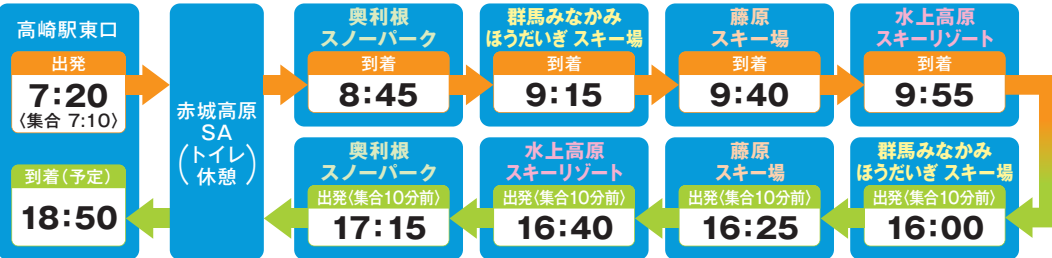 高崎駅東口
出発
7:20
〈集合 7:10〉
赤城高原
SA
(トイレ
休憩)
奥利根
スノーパーク
到着
8:45
群馬みなかみ
ほうだいぎ スキー場
到着
9:15
藤原
スキー場
到着
9:40
水上高原
スキーリゾート
到着
9:55
群馬みなかみ
ほうだいぎ スキー場
出発〈集合10分前〉
16:00
藤原
スキー場
出発〈集合10分前〉
16:25
水上高原
スキーリゾート
出発〈集合10分前〉
16:40
奥利根
スノーパーク
出発〈集合10分前〉
17:15
到着(予定)
18:50